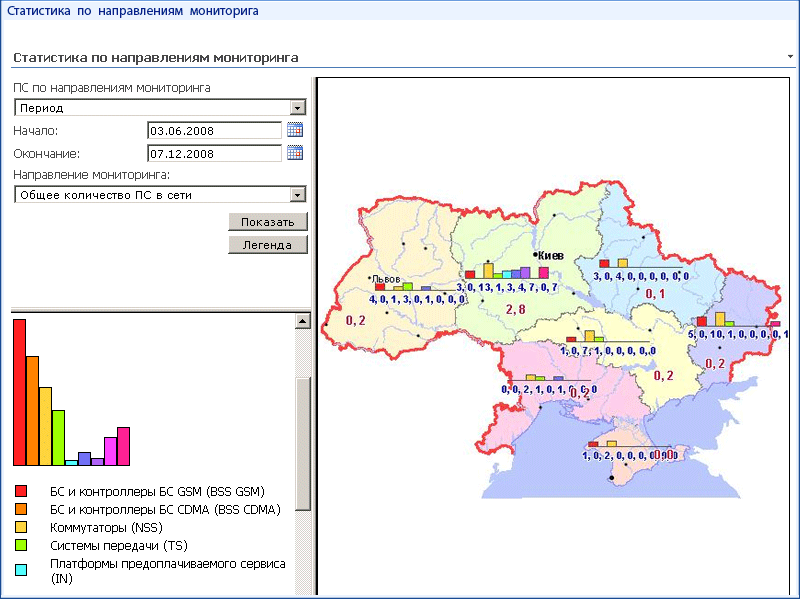 Статистика по направлениям мониторига
Статистика по направлениям мониторинга
ПС по направлениям мониторинга
Период
Начало:
03.06.2008
Окончание:
07.12.2008
Направление мониторинга:
Общее количество ПС в сети
Показать
Легенда
БС и контроллеры БС GSM (BSS GSM)
БС и контроллеры БС CDMA (BSS CDMA)
Коммутаторы (NSS)
Системы передачи (TS)
Платформы предоплачиваемого сервиса
(IN)
Киев
3, 0, 4, 0, 0, 0, 0, 0, 0
0, 1
Львов
3, 0, 13, 1, 3, 4, 7, 0, 7
4, 0, 1, 3, 0, 1, 0, 0, 0
2, 8
0, 2
5, 0, 10, 1, 0, 0, 0, 0, 1
1, 0, 7, 1, 0, 0, 0, 0, 0
0, 2
0, 2
0, 0, 2, 1, 0, 1, 0, 0, 0
0, 2
1, 0, 2, 0, 0, 0, 0, 0, 0
0, 0